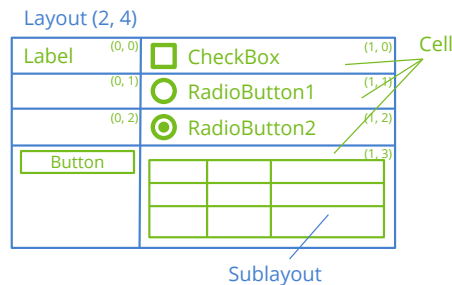 Layout (2, 4)
Label (0, 0) CheckBox (1, 0) Cell
(0, 1) RadioButton1 (1, 1)
(0, 2) RadioButton2 (1, 2)
Button (1, 3)
Sublayout